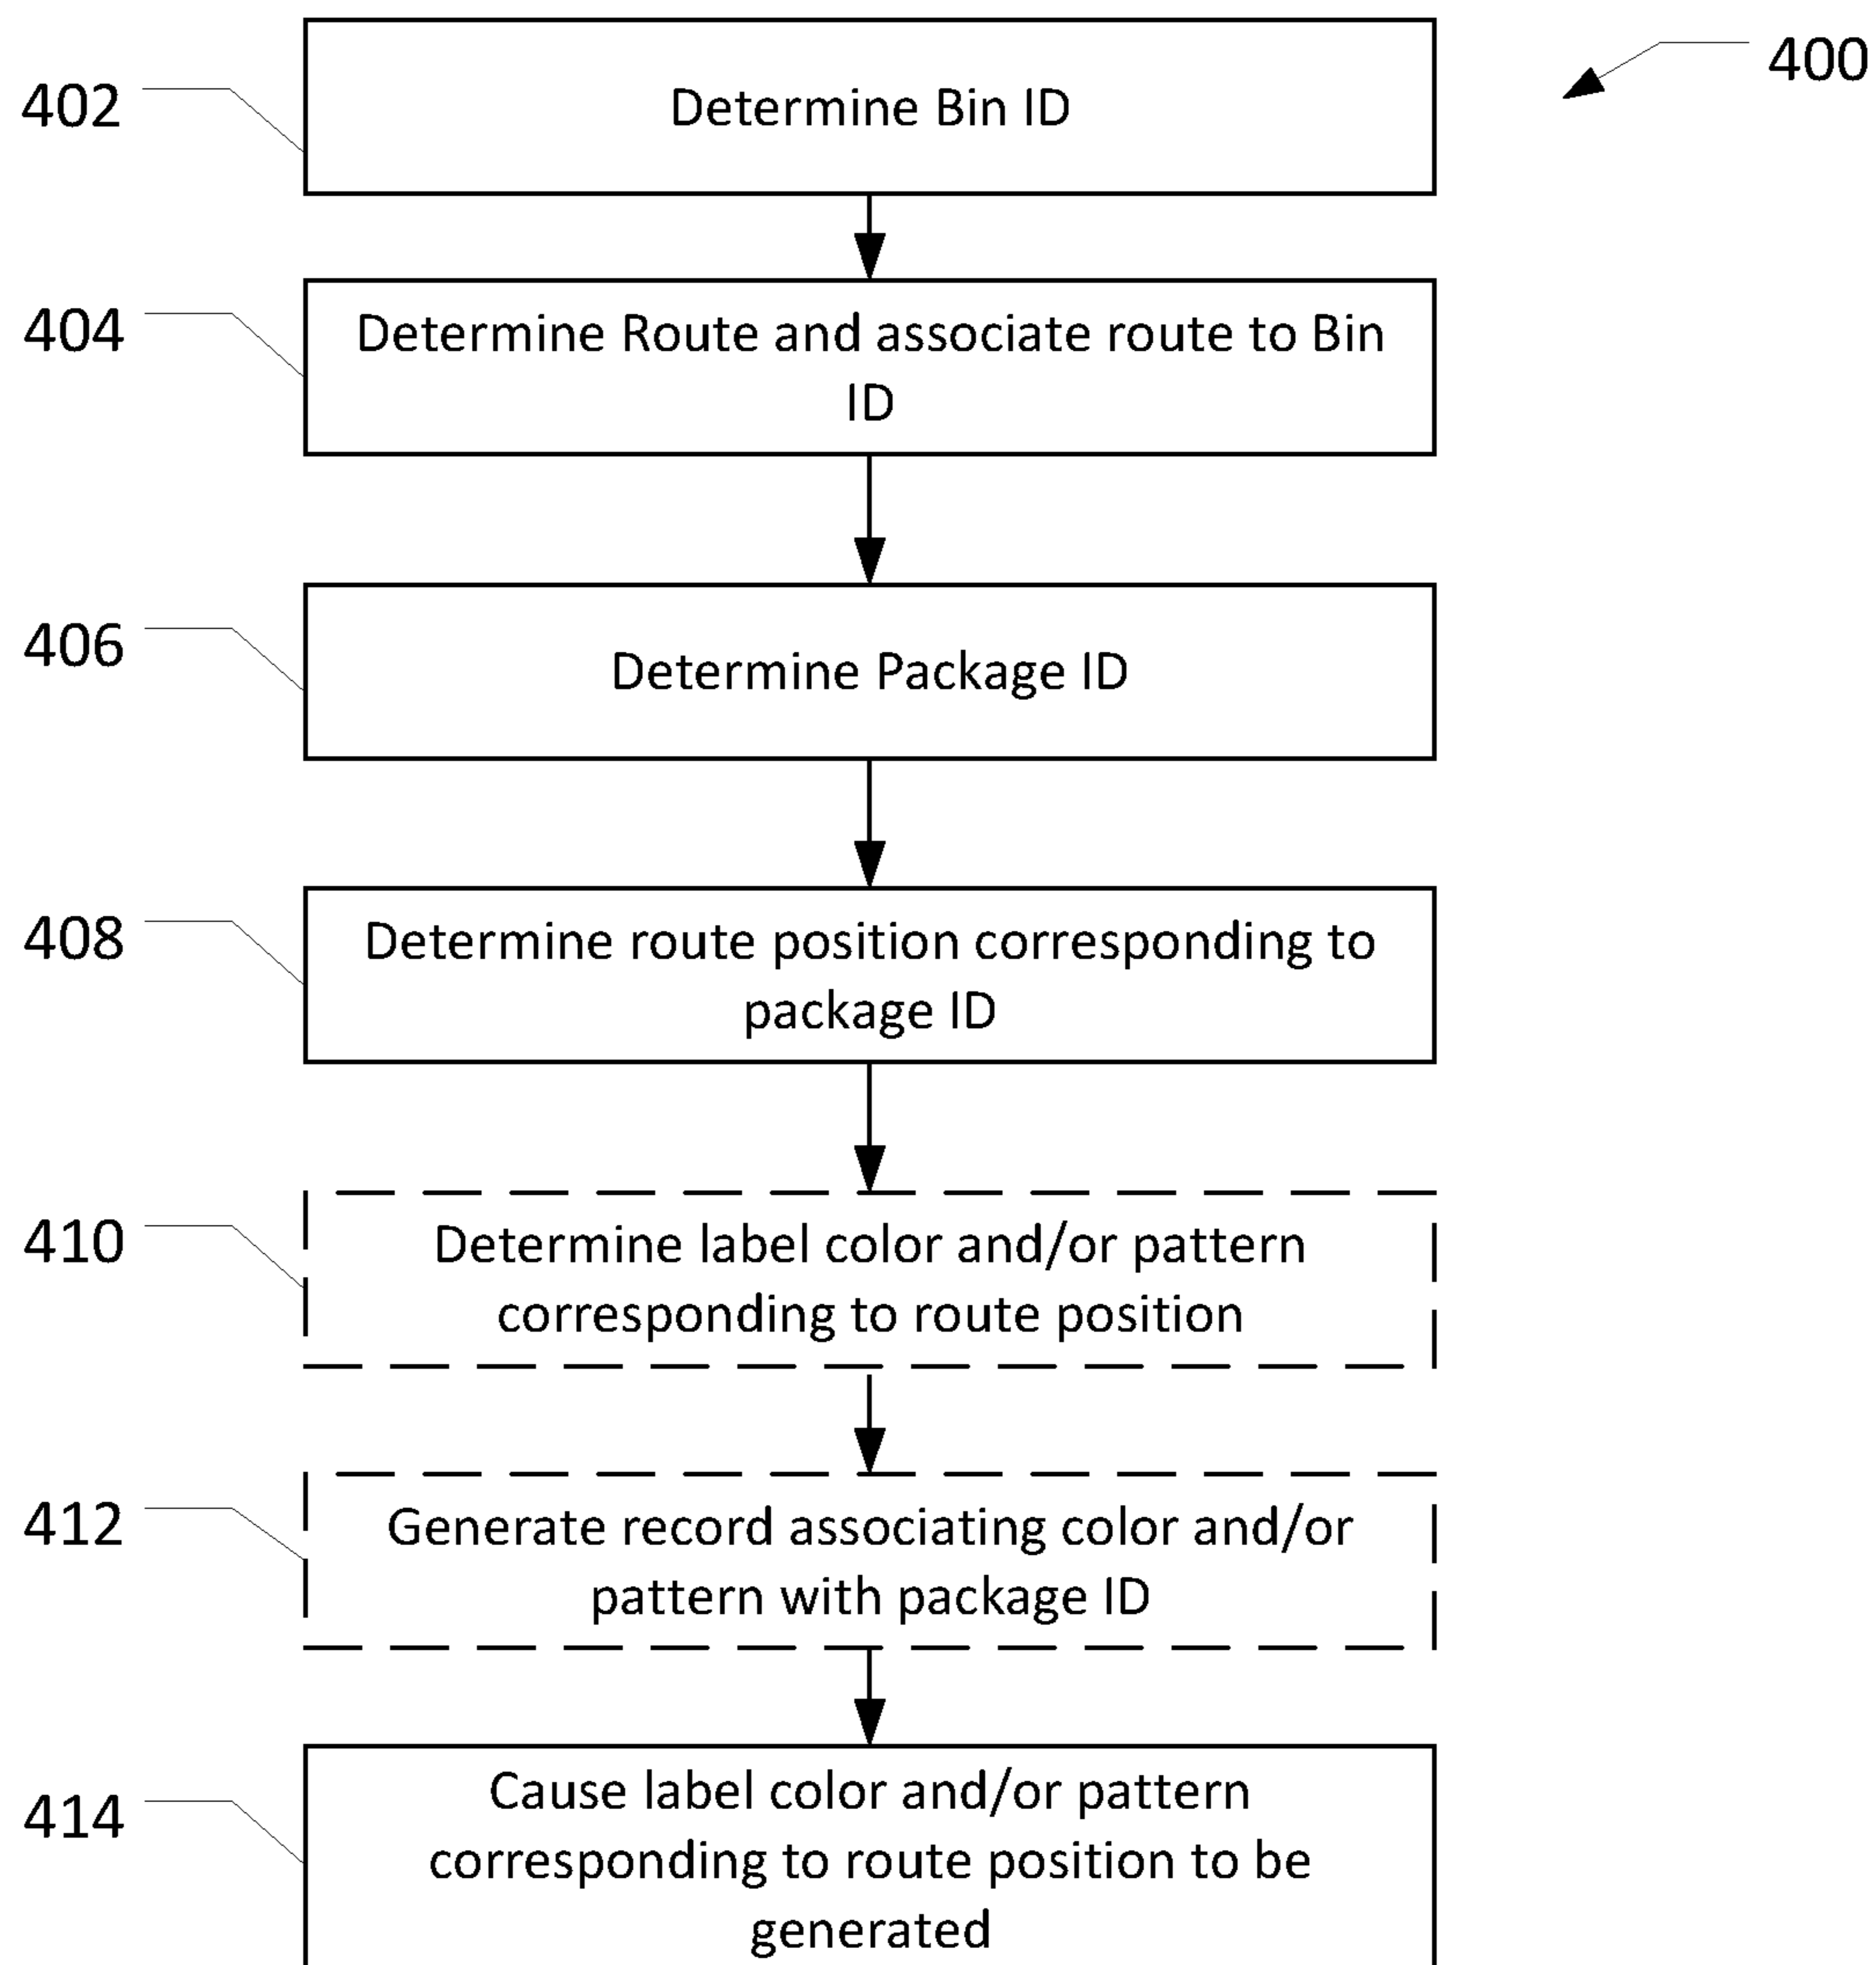 400
402
Determine Bin ID
404
Determine Route and associate route to Bin
ID
406
Determine Package ID
408
Determine route position corresponding to
package ID
410
Determine label color and/or pattern
corresponding to route position
412
Generate record associating color and/or
pattern with package ID
414
Cause label color and/or pattern
corresponding to route position to be
generated